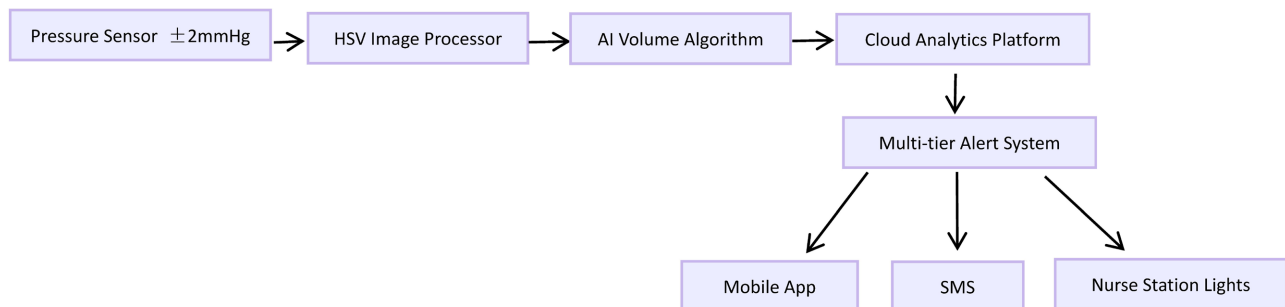 Pressure Sensor ±2mmHg
HSV Image Processor
AI Volume Algorithm
Cloud Analytics Platform
Multi-tier Alert System
Mobile App
SMS
Nurse Station Lights